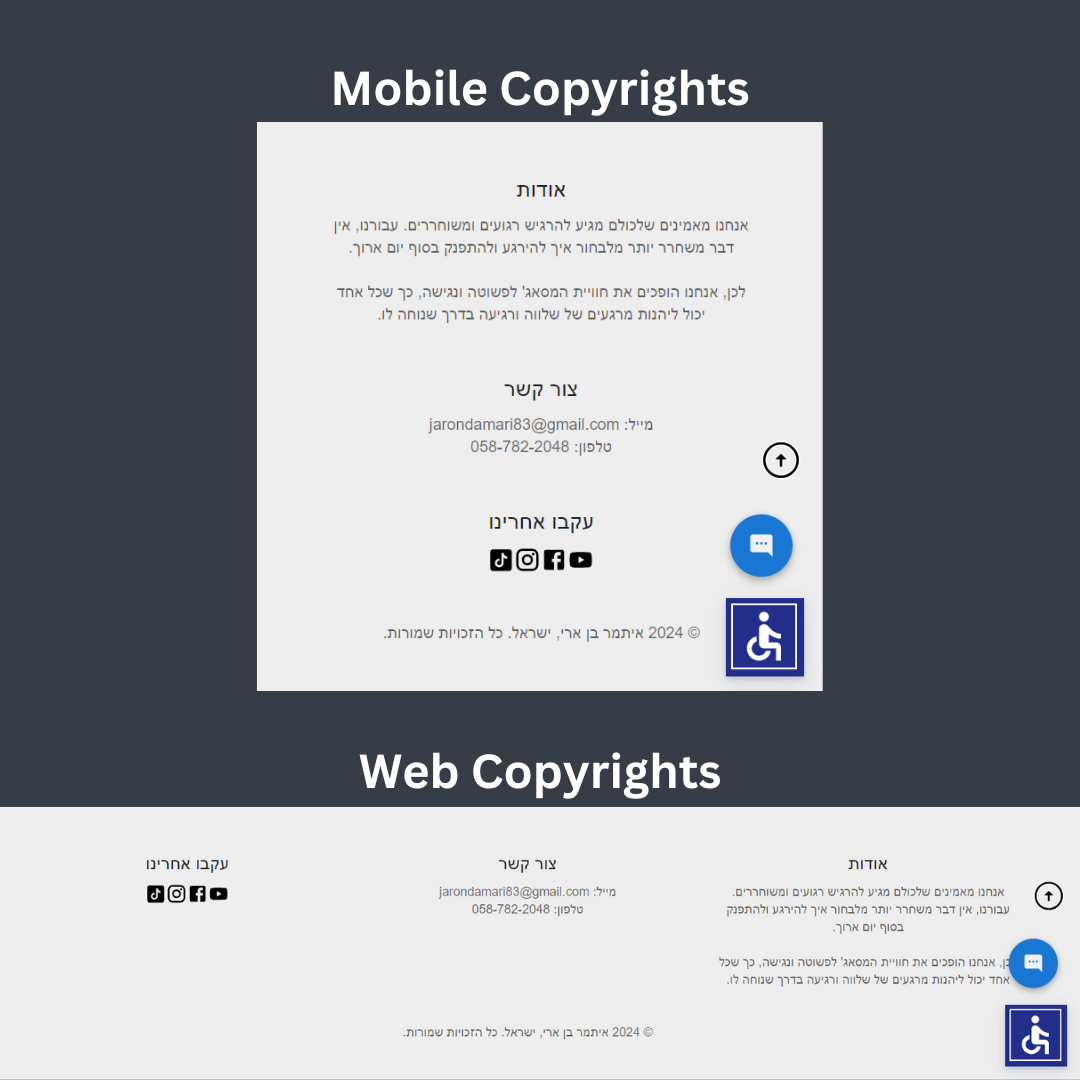 Mobile Copyrights
אודות
אנחנו מאמינים שלכולם מגיע להרגיש רגועים ומשוחררים. עבורנו, אין
דבר משחרר יותר מלבחור איך להירגע ולהתפנק בסוף יום ארוך.
לכן, אנחנו הופכים את חוויית המסאג' לפשוטה ונגישה, כך שכל אחד
יכול ליהנות מרגעים של שלווה ורגיעה בדרך שנוחה לו.
צור קשר
מייל: jarondamari83@gmail.com
טלפון: 058-782-2048
עקבו אחרינו
© 2024 איתמר בן ארי, ישראל. כל הזכויות שמורות.
Web Copyrights
אודות
אנחנו מאמינים שלכולם מגיע להרגיש רגועים ומשוחררים.
עבורנו, אין דבר משחרר יותר מלבחור איך להירגע ולהתפנק
בסוף יום ארוך.
אנחנו הופכים את חוויית המסאג' לפשוטה ונגישה, כך שכל
אחד יכול ליהנות מרגעים של שלווה ורגיעה בדרך שנוחה לו.
צור קשר
מייל: jarondamari83@gmail.com
טלפון: 058-782-2048
עקבו אחרינו
© 2024 איתמר בן ארי, ישראל. כל הזכויות שמורות.